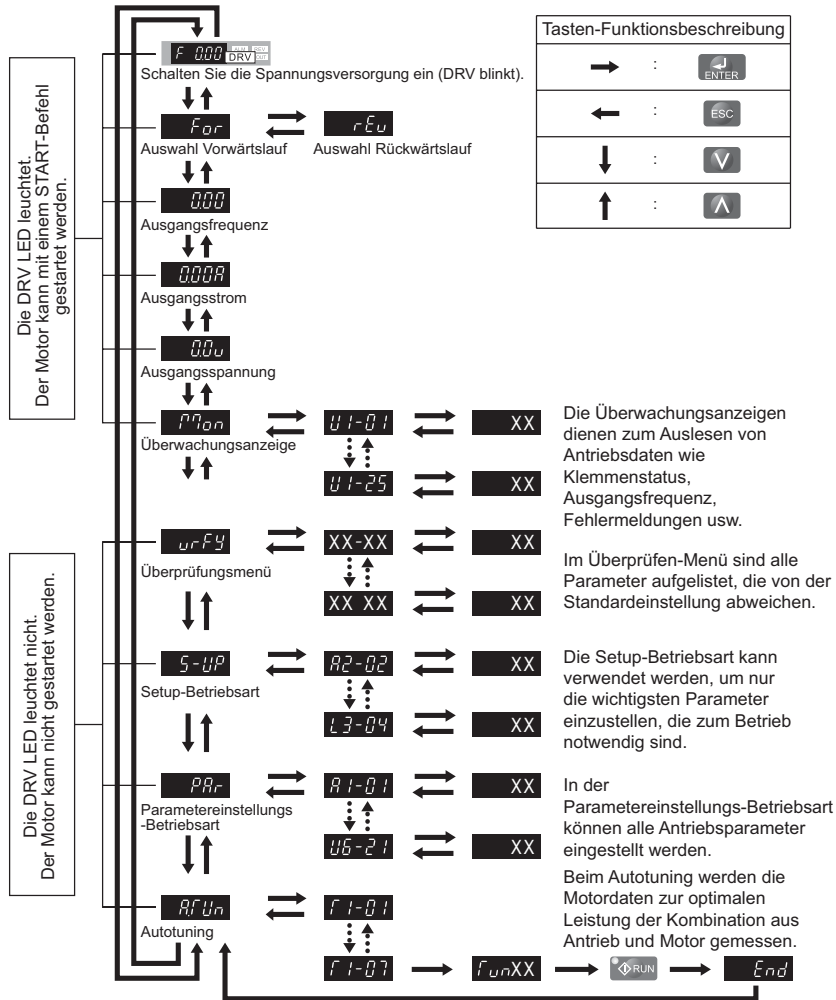 Tasten-Funktionsbeschreibung
: ENTER
: ESC
:
:
Die DRV LED leuchtet.
Der Motor kann mit einem START-Befehl
gestartet werden.
F 0.00 ALM REV DRV OUT
Schalten Sie die Spannungsversorgung ein (DRV blinkt).
For rEv
Auswahl Vorwärtslauf Auswahl Rückwärtslauf
0.00
Ausgangsfrequenz
0.00A
Ausgangsstrom
0.0v
Ausgangsspannung
Mon U1-01 XX
Überwachungsanzeige
U1-25 XX
Die Überwachungsanzeigen
dienen zum Auslesen von
Antriebsdaten wie
Klemmenstatus,
Ausgangsfrequenz,
Fehlermeldungen usw.
Die DRV LED leuchtet nicht.
Der Motor kann nicht gestartet werden.
vrFY XX-XX XX
Überprüfungsmenü
XX XX XX
Im Überprüfen-Menü sind alle
Parameter aufgelistet, die von der
Standardeinstellung abweichen.
S-UP A2-02 XX
Setup-Betriebsart
L3-04 XX
Die Setup-Betriebsart kann
verwendet werden, um nur
die wichtigsten Parameter
einzustellen, die zum Betrieb
notwendig sind.
PAr A1-01 XX
Parametereinstellungs
-Betriebsart
U6-21 XX
In der
Parametereinstellungs-Betriebsart
können alle Antriebsparameter
eingestellt werden.
A.TUn T1-01
Autotuning
Beim Autotuning werden die
Motordaten zur optimalen
Leistung der Kombination aus
Antrieb und Motor gemessen.
T1-07 TunXX RUN End